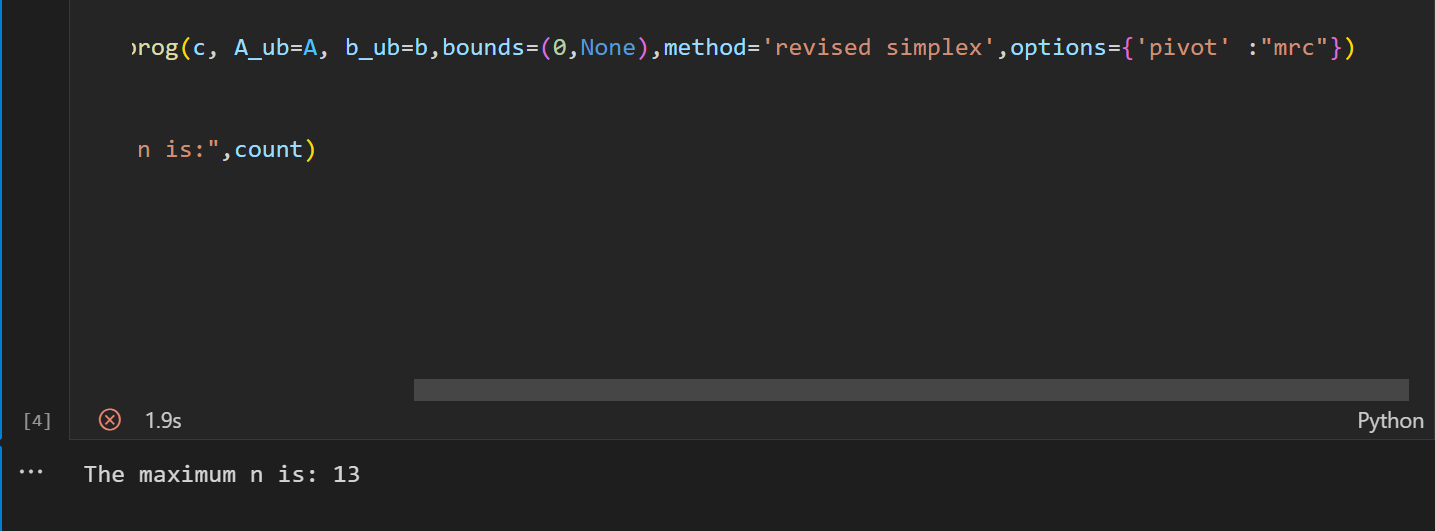 prog(c, A_ub=A, b_ub=b,bounds=(0,None),method='revised simplex',options={'pivot' :"mrc"})
n is:",count)
[4] 1.9s Python
... The maximum n is: 13